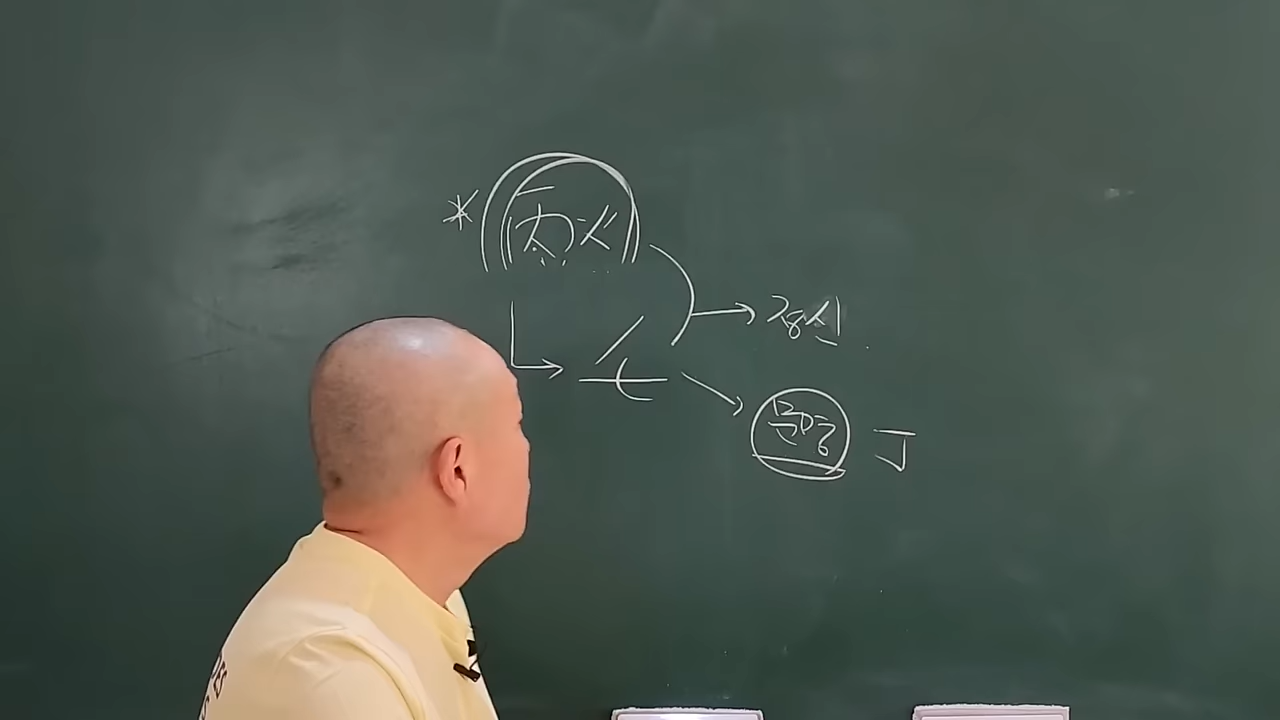 * 丙火
→ 정신
문명 丁